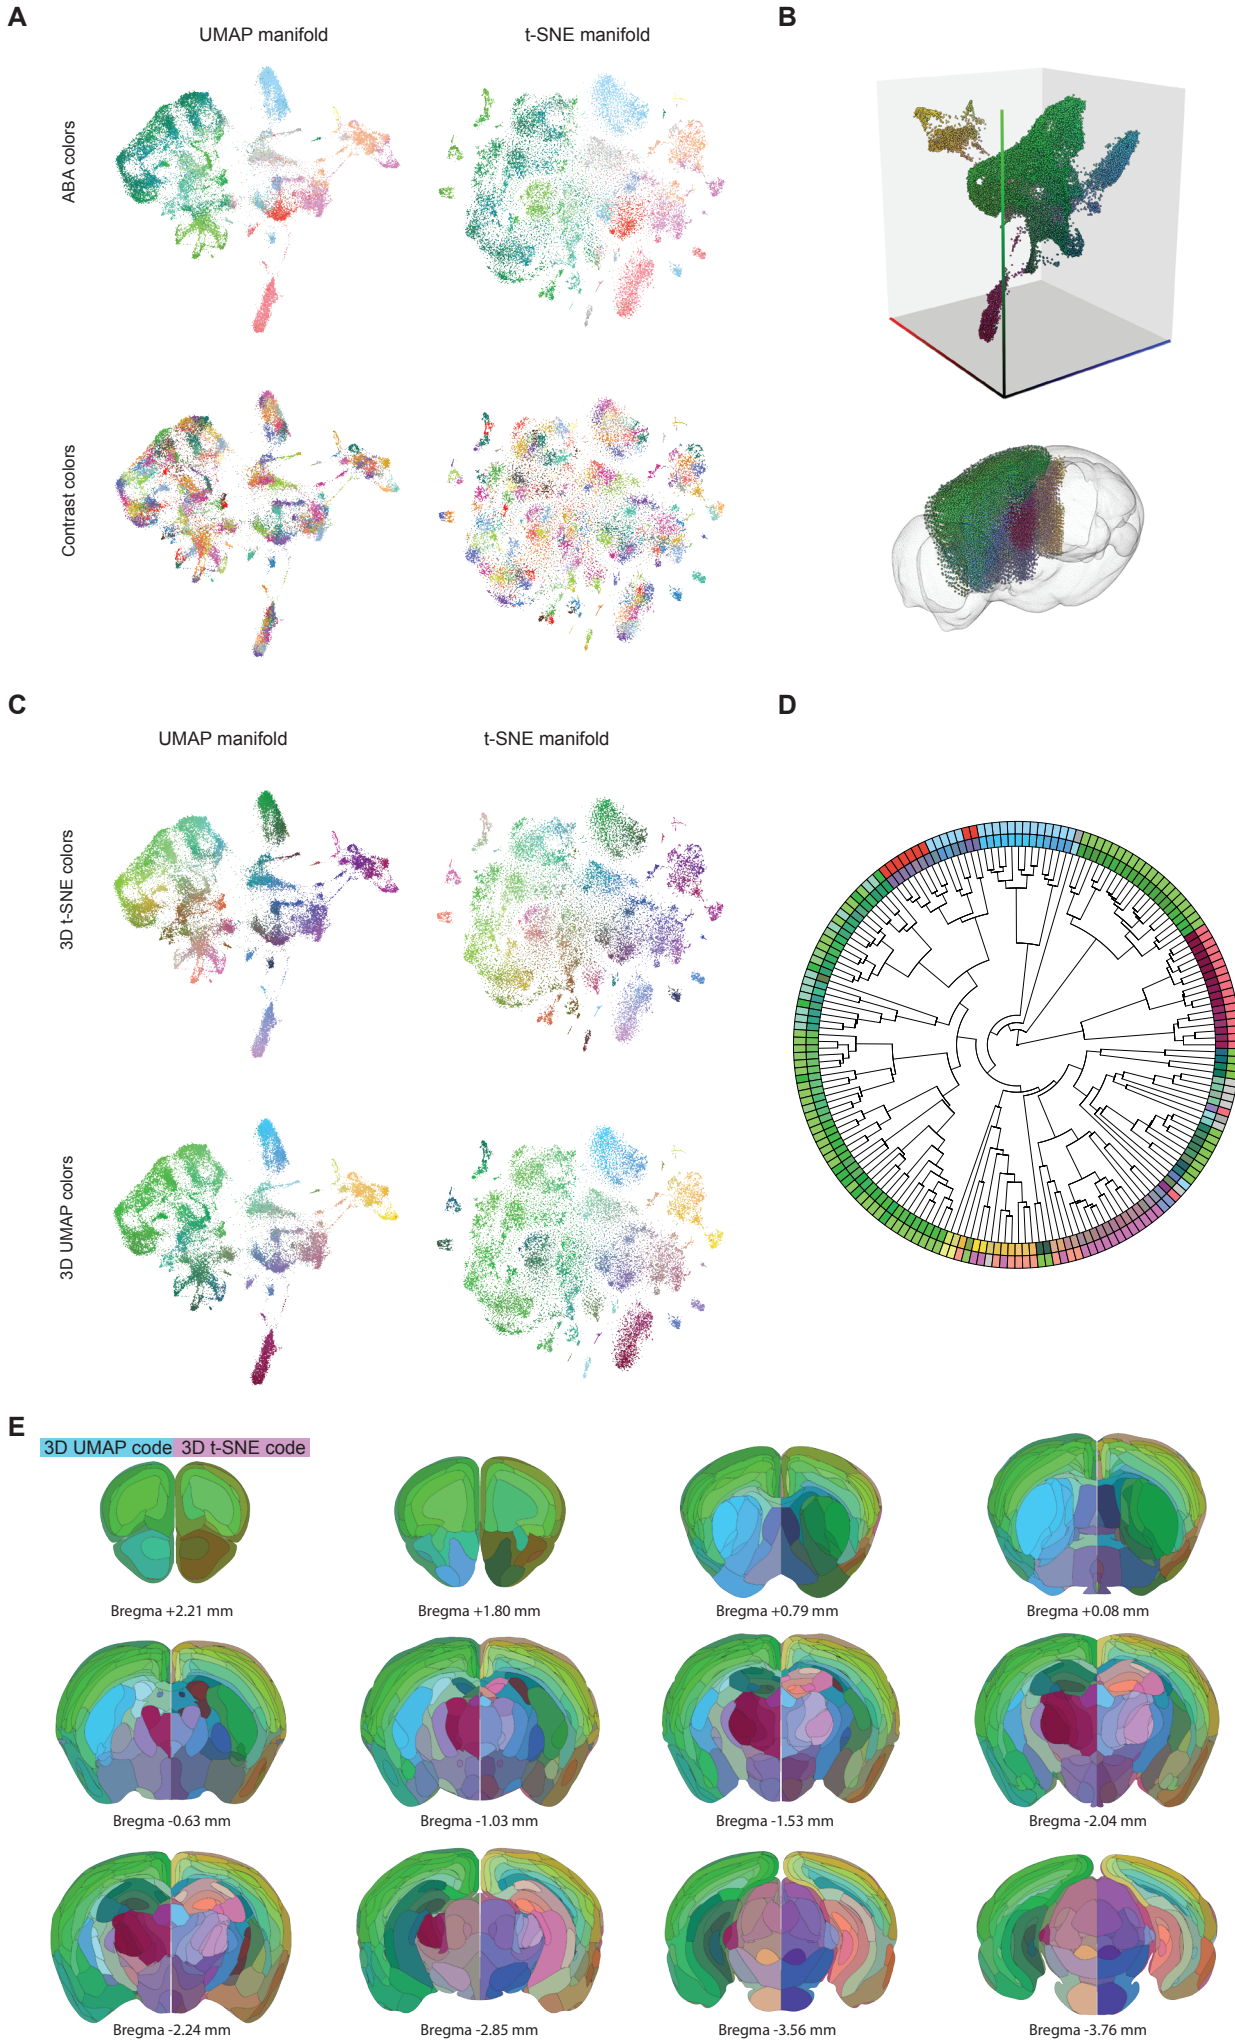 A
B
UMAP manifold
t-SNE manifold
ABA colors
Contrast colors
C
D
UMAP manifold
t-SNE manifold
3D t-SNE colors
3D UMAP colors
E
3D UMAP code
3D t-SNE code
Bregma +2.21 mm
Bregma +1.80 mm
Bregma +0.79 mm
Bregma +0.08 mm
Bregma -0.63 mm
Bregma -1.03 mm
Bregma -1.53 mm
Bregma -2.04 mm
Bregma -2.24 mm
Bregma -2.85 mm
Bregma -3.56 mm
Bregma -3.76 mm